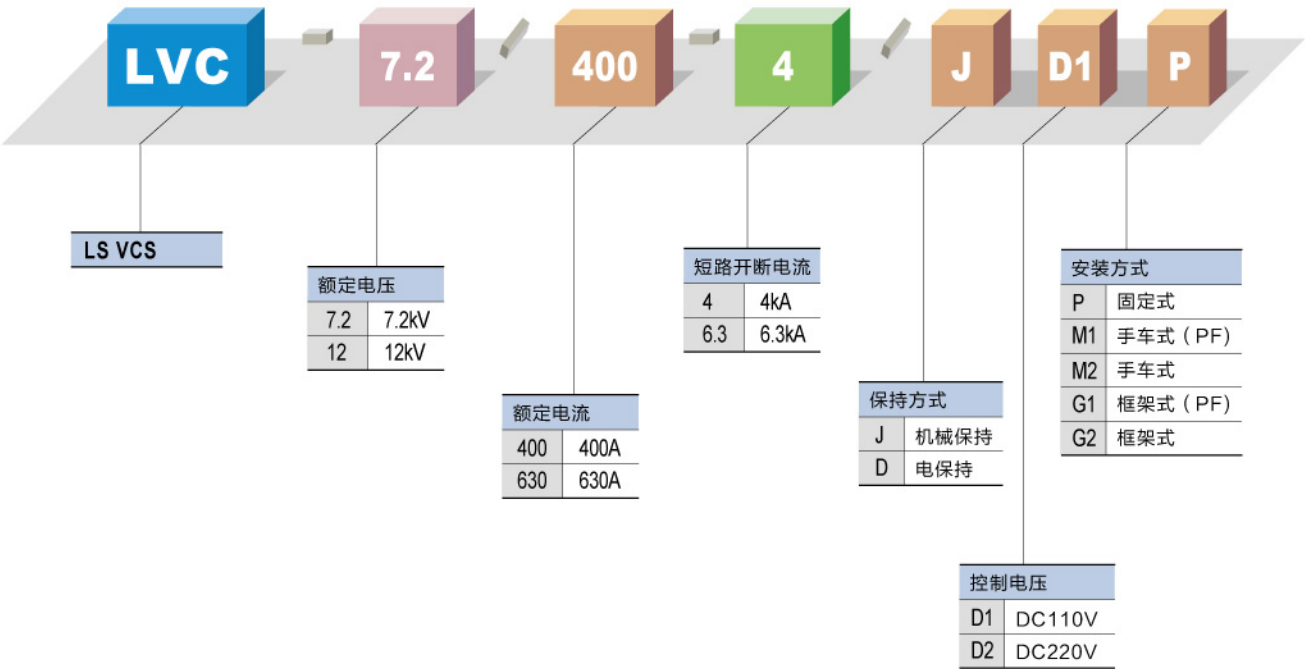 LVC - 7.2 / 400 - 4 / J D1 P
LS VCS
额定电压
7.2 7.2kV
12 12kV
额定电流
400 400A
630 630A
短路开断电流
4 4kA
6.3 6.3kA
保持方式
J 机械保持
D 电保持
控制电压
D1 DC110V
D2 DC220V
安装方式
P 固定式
M1 手车式（PF）
M2 手车式
G1 框架式（PF）
G2 框架式